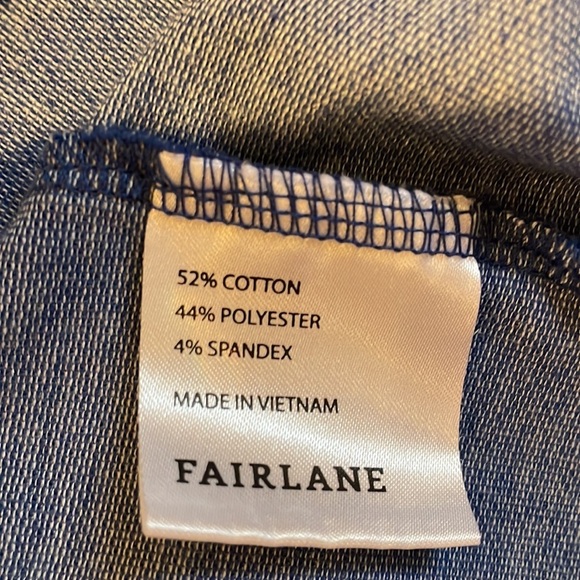 52% COTTON
44% POLYESTER
4% SPANDEX
MADE IN VIETNAM
FAIRLANE